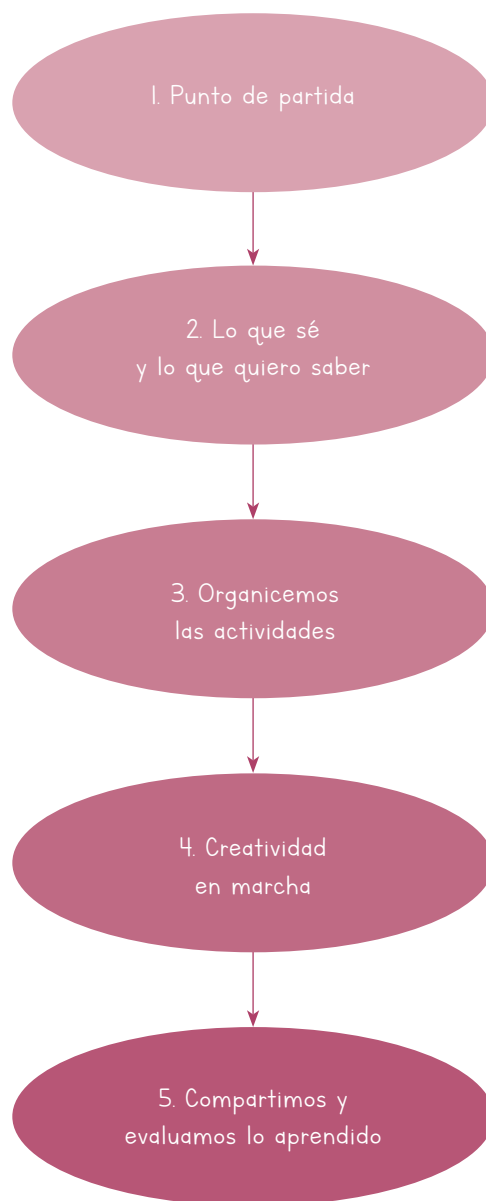 1. Punto de partida
2. Lo que sé
y lo que quiero saber
3. Organicemos
las actividades
4. Creatividad
en marcha
5. Compartimos y
evaluamos lo aprendido